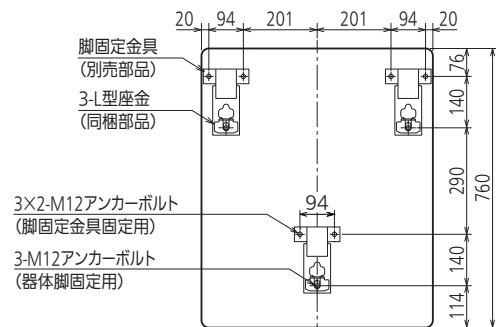 20 94 201 201 94 20
脚固定金具
(別売部品)
3-L型座金
(同梱部品)
3×2-M12アンカーボルト
(脚固定金具固定用)
3-M12アンカーボルト
(器体脚固定用)
94
76
140
290
140
114
760